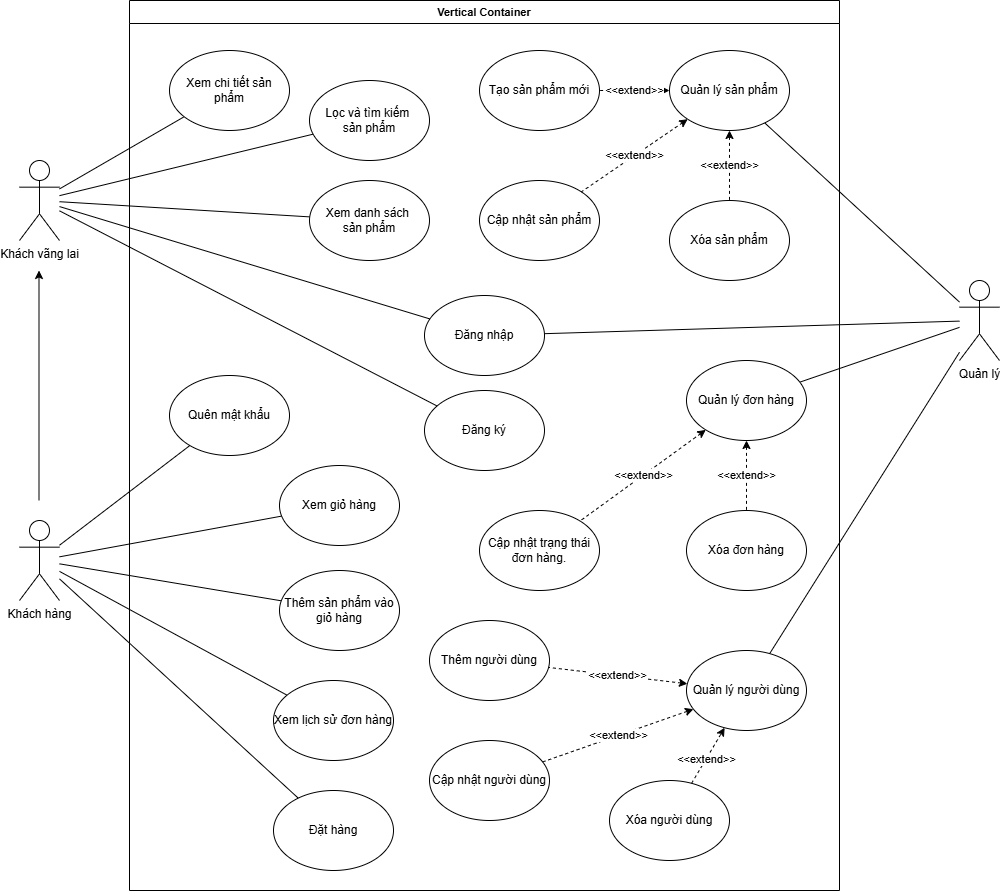 Vertical Container
Xem chi tiết sản
phẩm
Lọc và tìm kiếm
sản phẩm
Xem danh sách
sản phẩm
Tạo sản phẩm mới
<<extend>>
Quản lý sản phẩm
<<extend>>
<<extend>>
Cập nhật sản phẩm
Xóa sản phẩm
Khách vãng lai
Đăng nhập
Quản lý
Đăng ký
Quên mật khẩu
Quản lý đơn hàng
<<extend>>
<<extend>>
Xem giỏ hàng
Cập nhật trạng thái
đơn hàng.
Xóa đơn hàng
Khách hàng
Thêm sản phẩm vào
giỏ hàng
Thêm người dùng
<<extend>>
Quản lý người dùng
Xem lịch sử đơn hàng
<<extend>>
<<extend>>
Cập nhật người dùng
Xóa người dùng
Đặt hàng